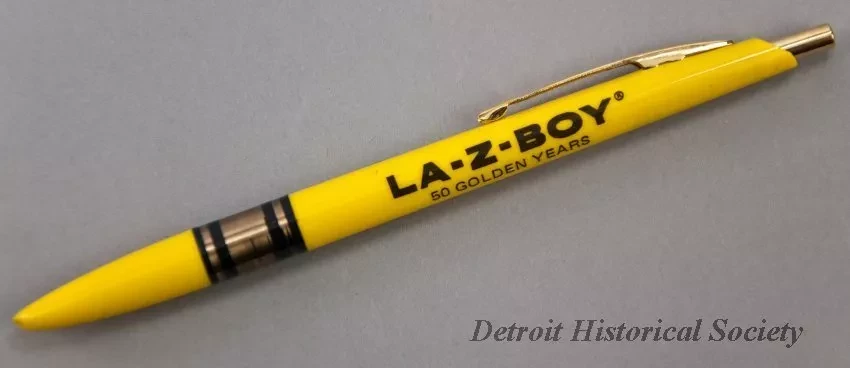 LA-Z-BOY®
50 GOLDEN YEARS
Detroit Historical Society